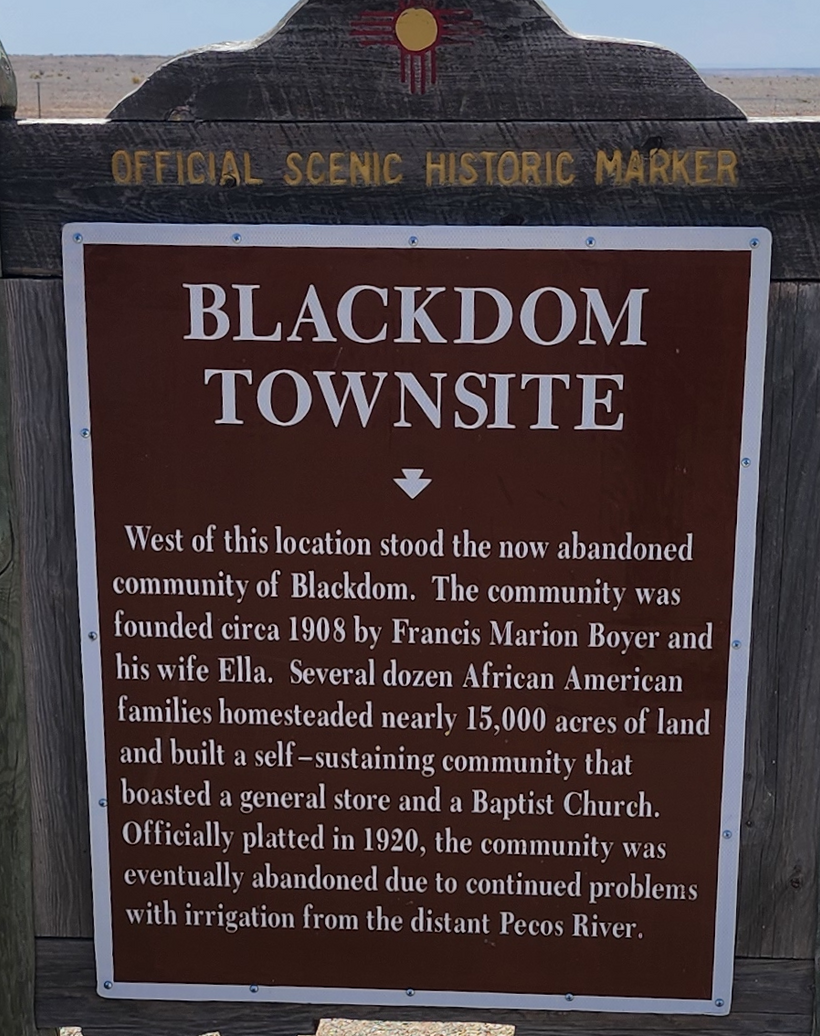 OFFICIAL SCENIC HISTORIC MARKER
BLACKDOM
TOWNSITE
West of this location stood the now abandoned
community of Blackdom. The community was
founded circa 1908 by Francis Marion Boyer and
his wife Ella. Several dozen African American
families homesteaded nearly 15,000 acres of land
and built a self-sustaining community that
boasted a general store and a Baptist Church.
Officially platted in 1920, the community was
eventually abandoned due to continued problems
with irrigation from the distant Pecos River.